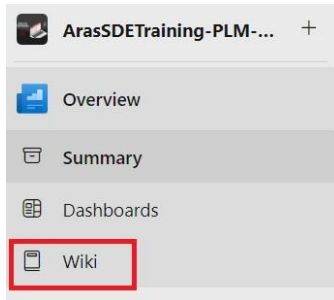 ArasSDETraining-PLM-... +
Overview
Summary
Dashboards
Wiki